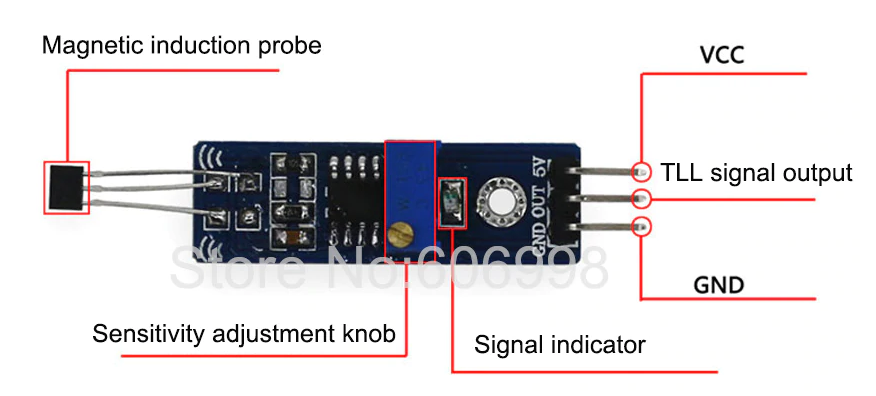 Magnetic induction probe
VCC
TLL signal output
GND OUT 5V
GND
Store No:606998
Sensitivity adjustment knob
Signal indicator